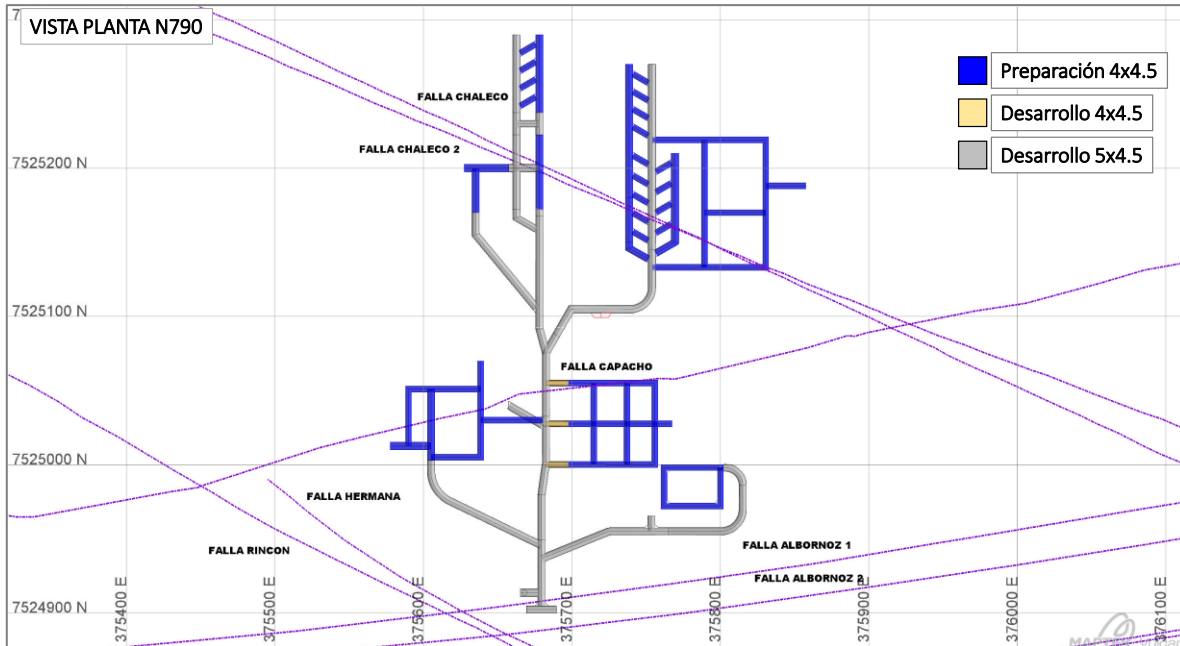 VISTA PLANTA N790
Preparación 4x4.5
Desarrollo 4x4.5
Desarrollo 5x4.5
FALLA CHALECO
FALLA CHALECO 2
7525200 N
7525100 N
FALLA CAPACHO
7525000 N
FALLA HERMANA
FALLA RINCON
FALLA ALBORNOZ 1
FALLA ALBORNOZ 2
7524900 N
375400 E
375500 E
375600 E
375700 E
375800 E
375900 E
376000 E
376100 E